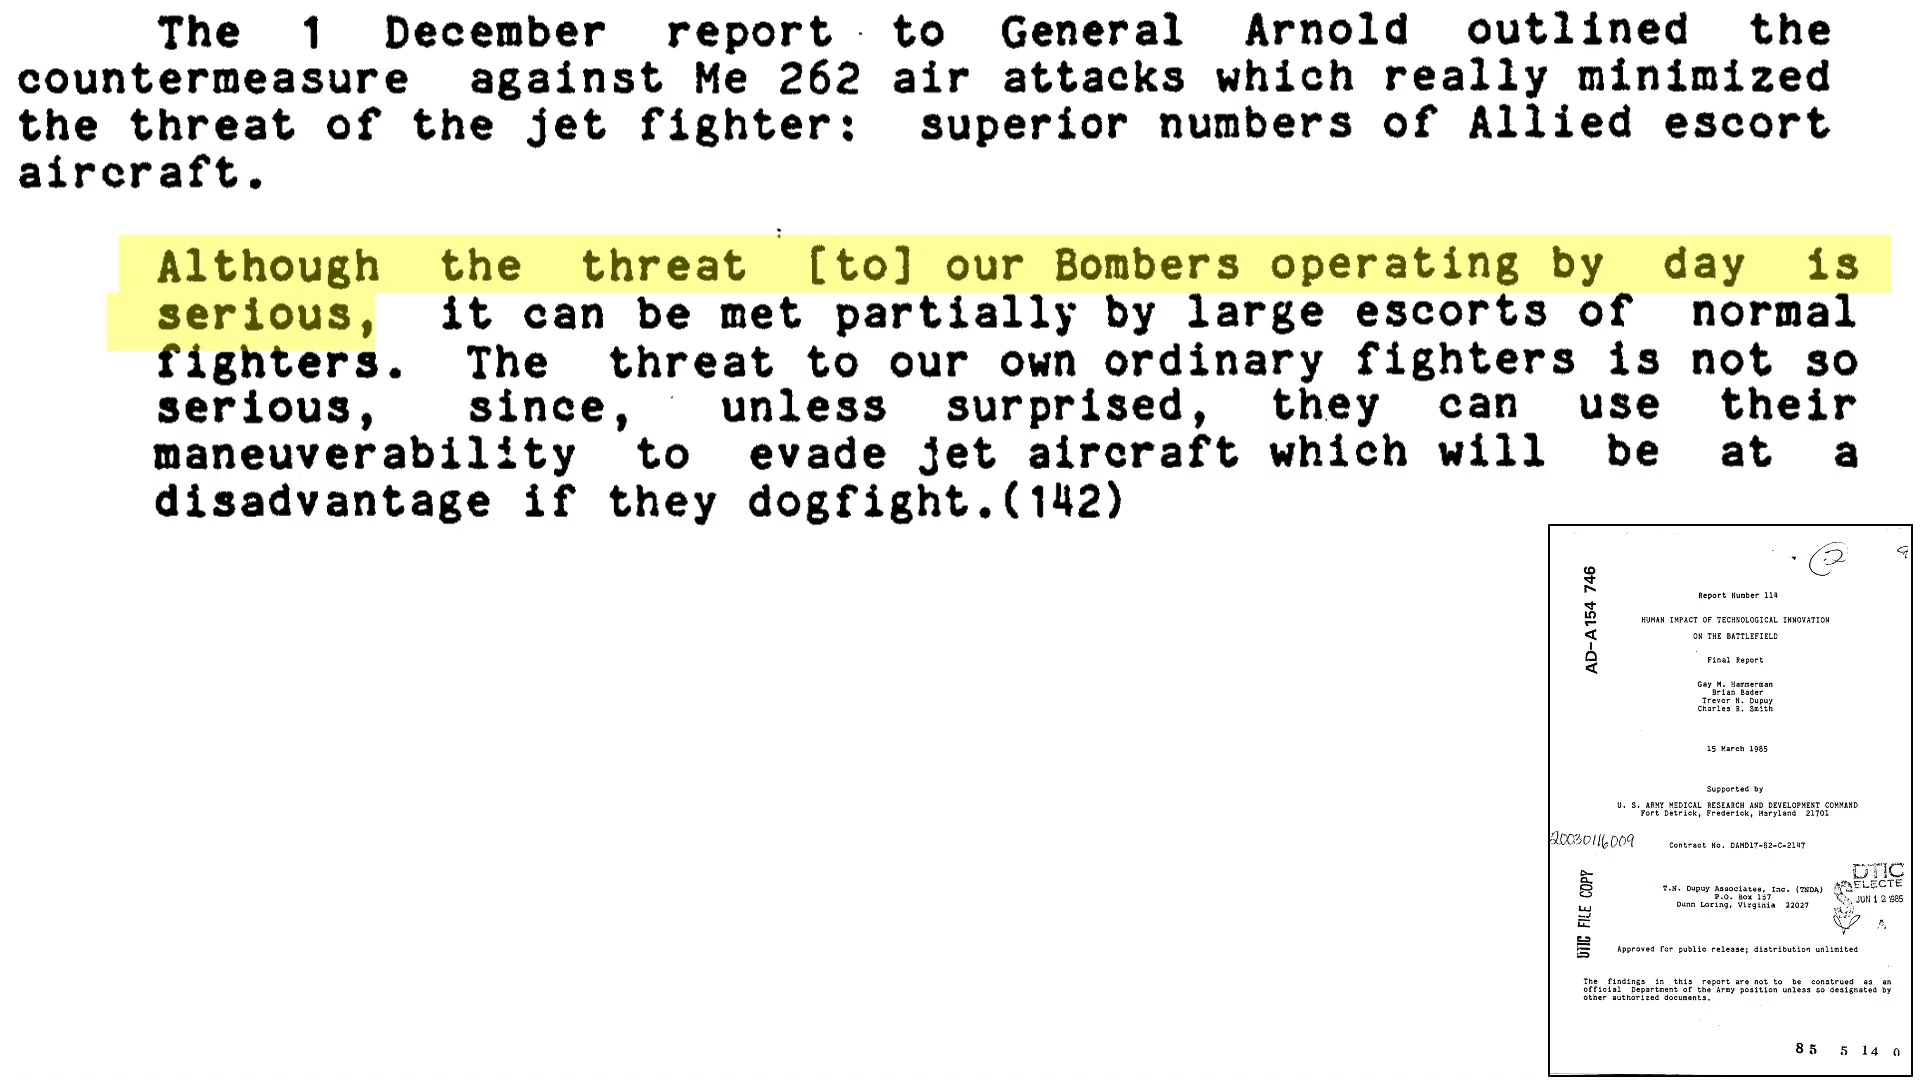 The 1 December report to General Arnold outlined the
countermeasure against Me 262 air attacks which really minimized
the threat of the jet fighter: superior numbers of Allied escort
aircraft.
Although the threat [to] our Bombers operating by day is
serious, it can be met partially by large escorts of normal
fighters. The threat to our own ordinary fighters is not so
serious, since, unless surprised, they can use their
maneuverability to evade jet aircraft which will be at a
disadvantage if they dogfight.(142)
AD-A154 746
Report Number 114
HUMAN IMPACT OF TECHNOLOGICAL INNOVATION
ON THE BATTLEFIELD
Final Report
Gay M. Hammerman
Brian Bader
Trevor N. Dupuy
Charles R. Smith
15 March 1985
Supported by
U. S. ARMY MEDICAL RESEARCH AND DEVELOPMENT COMMAND
Fort Detrick, Frederick, Maryland 21701
20030116009
Contract No. DAMD17-82-C-2147
DTIC FILE COPY
T.N. Dupuy Associates, Inc. (TNDA)
P.O. Box 157
Dunn Loring, Virginia 22027
DTIC
ELECTE
JUN 12 1985
A
Approved for public release; distribution unlimited
The findings in this report are not to be construed as an
official Department of the Army position unless so designated by
other authorized documents.
85 5 14 0